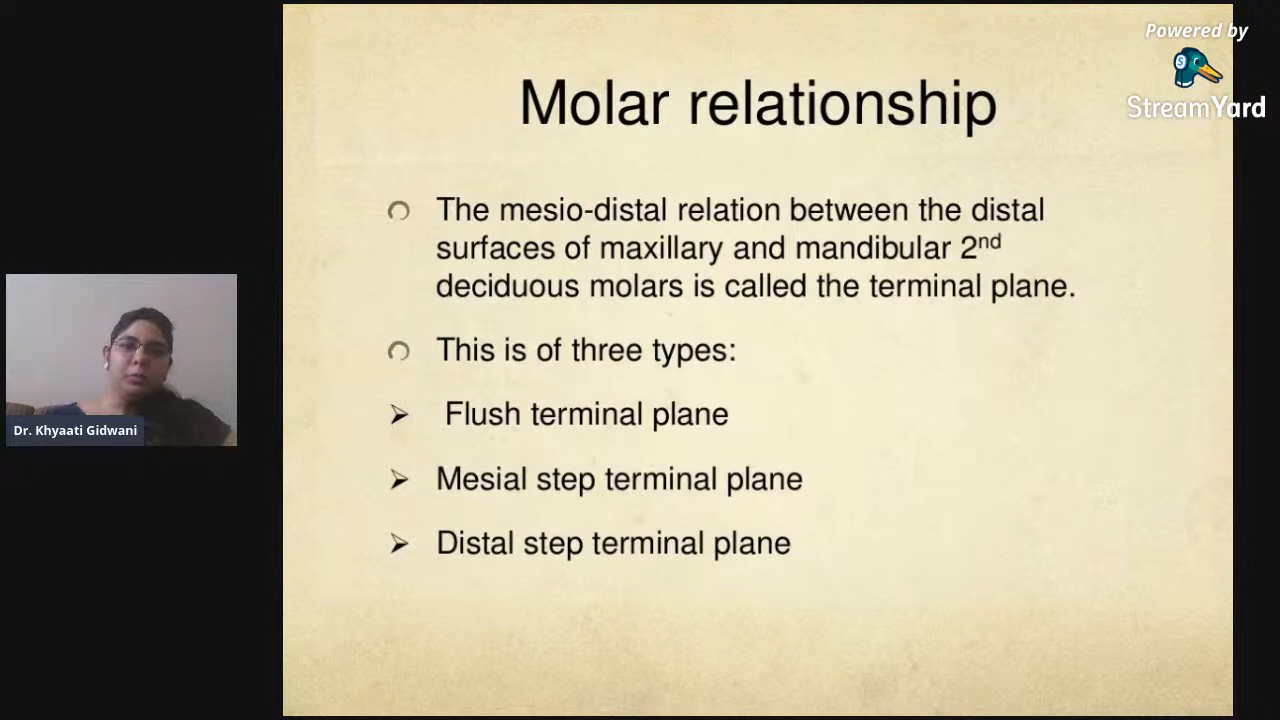 Powered by
StreamYard
Molar relationship
The mesio-distal relation between the distal
surfaces of maxillary and mandibular 2nd
deciduous molars is called the terminal plane.
This is of three types:
Flush terminal plane
Mesial step terminal plane
Distal step terminal plane
Dr. Khyaati Gidwani